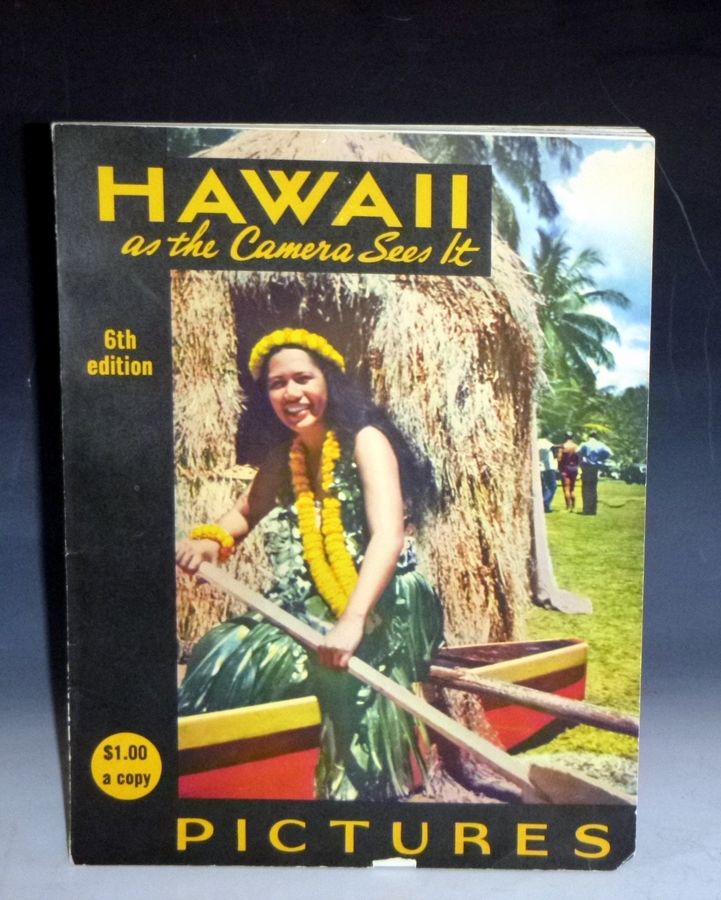 HAWAII
as the Camera Sees It
6th
edition
$1.00
a copy
PICTURES